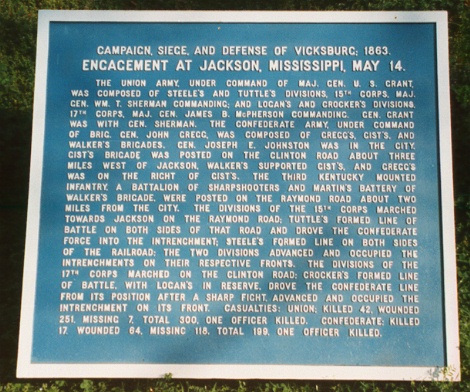 CAMPAIGN, SIEGE, AND DEFENSE OF VICKSBURG; 1863.
ENGAGEMENT AT JACKSON, MISSISSIPPI, MAY 14.
THE UNION ARMY, UNDER COMMAND OF MAJ. GEN. U. S. GRANT,
WAS COMPOSED OF STEELE'S AND TUTTLE'S DIVISIONS, 15TH CORPS, MAJ.
GEN. WM. T. SHERMAN COMMANDING; AND LOGAN'S AND CROCKER'S DIVISIONS,
17TH CORPS, MAJ. GEN. JAMES B. McPHERSON COMMANDING. GEN. GRANT
WAS WITH GEN. SHERMAN. THE CONFEDERATE ARMY, UNDER COMMAND
OF BRIG. GEN. JOHN GREGG, WAS COMPOSED OF GREGG'S, GIST'S, AND
WALKER'S BRIGADES. GEN. JOSEPH E. JOHNSTON WAS IN THE CITY.
GIST'S BRIGADE WAS POSTED ON THE CLINTON ROAD ABOUT THREE
MILES WEST OF JACKSON, WALKER'S SUPPORTED GIST'S, AND GREGG'S
WAS ON THE RIGHT OF GIST'S. THE THIRD KENTUCKY MOUNTED
INFANTRY, A BATTALION OF SHARPSHOOTERS AND MARTIN'S BATTERY OF
WALKER'S BRIGADE, WERE POSTED ON THE RAYMOND ROAD ABOUT TWO
MILES FROM THE CITY. THE DIVISIONS OF THE 15TH CORPS MARCHED
TOWARDS JACKSON ON THE RAYMOND ROAD; TUTTLE'S FORMED LINE OF
BATTLE ON BOTH SIDES OF THAT ROAD AND DROVE THE CONFEDERATE
FORCE INTO THE INTRENCHMENT; STEELE'S FORMED LINE ON BOTH SIDES
OF THE RAILROAD; THE TWO DIVISIONS ADVANCED AND OCCUPIED THE
INTRENCHMENTS ON THEIR RESPECTIVE FRONTS. THE DIVISIONS OF THE
17TH CORPS MARCHED ON THE CLINTON ROAD; CROCKER'S FORMED LINE
OF BATTLE, WITH LOGAN'S IN RESERVE, DROVE THE CONFEDERATE LINE
FROM ITS POSITION AFTER A SHARP FIGHT, ADVANCED AND OCCUPIED THE
INTRENCHMENT ON ITS FRONT. CASUALTIES: UNION; KILLED 42, WOUNDED
251, MISSING 7, TOTAL 300, ONE OFFICER KILLED. CONFEDERATE; KILLED
17, WOUNDED 64, MISSING 118, TOTAL 199, ONE OFFICER KILLED.